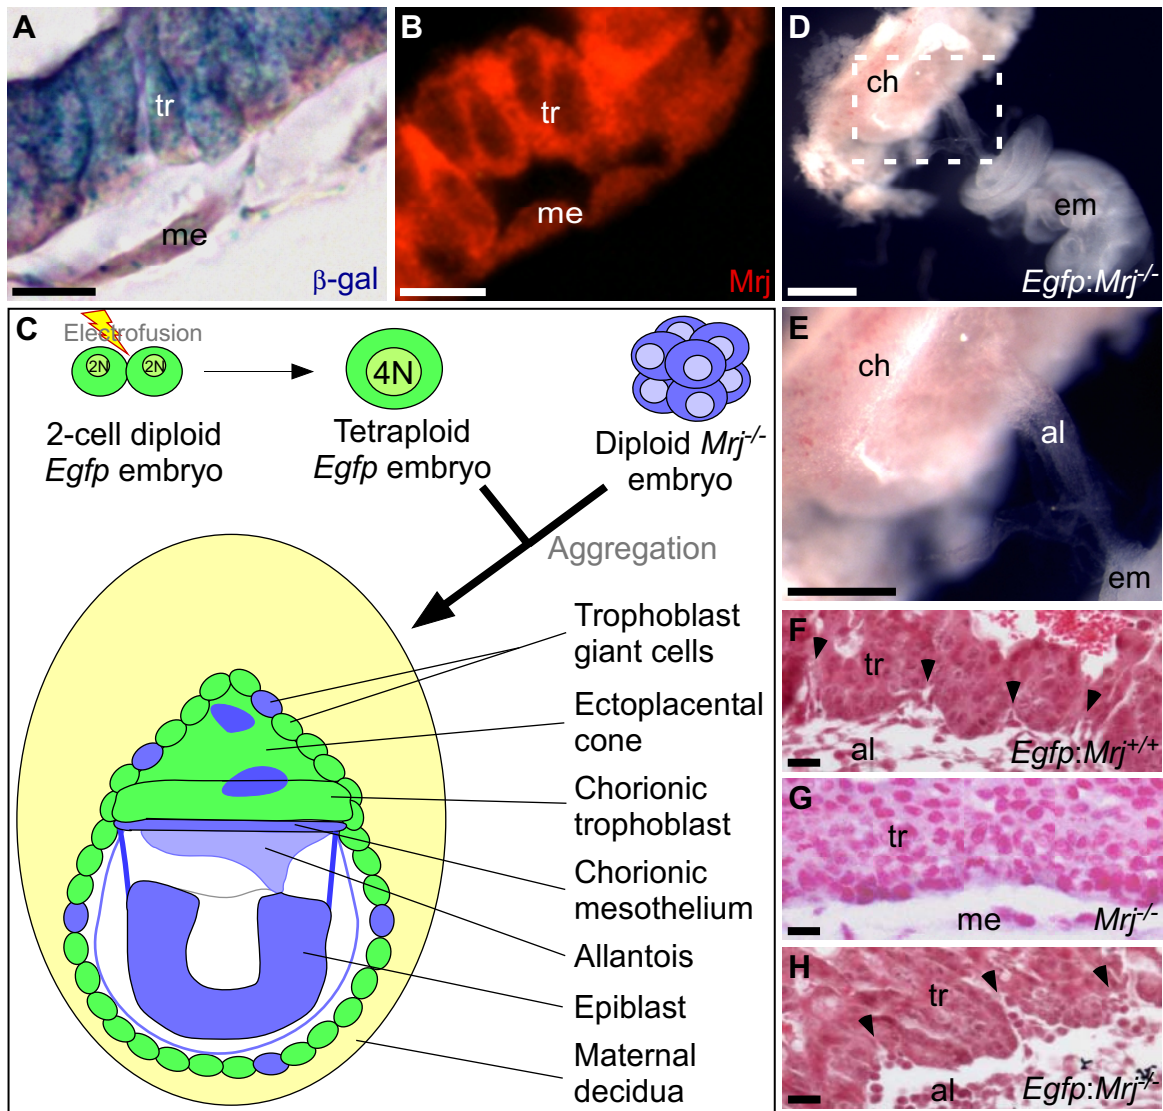 A
tr
me
β-gal
B
tr
me
Mrj
D
ch
em
Egfp:Mrj-/-
C
Electrofusion
2N
2N
4N
2-cell diploid
Egfp embryo
Tetraploid
Egfp embryo
Diploid Mrj-/-
embryo
Aggregation
Trophoblast
giant cells
Ectoplacental
cone
Chorionic
trophoblast
Chorionic
mesothelium
Allantois
Epiblast
Maternal
decidua
E
ch
al
em
F
tr
al
Egfp:Mrj+/+
G
tr
me
Mrj-/-
H
tr
al
Egfp:Mrj-/-